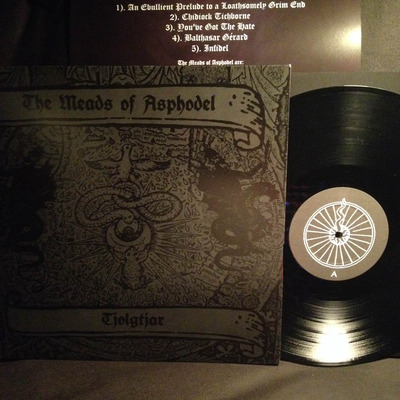 1). An Ebullient Prelude to a Loathsomely Grim End
2). Chidiock Tichborne
3). You've Got The Hate
4). Balthasar Gérard
5). Infidel
The Meads of Asphodel are:
The Meads of Asphodel
Tjolgtjar
A